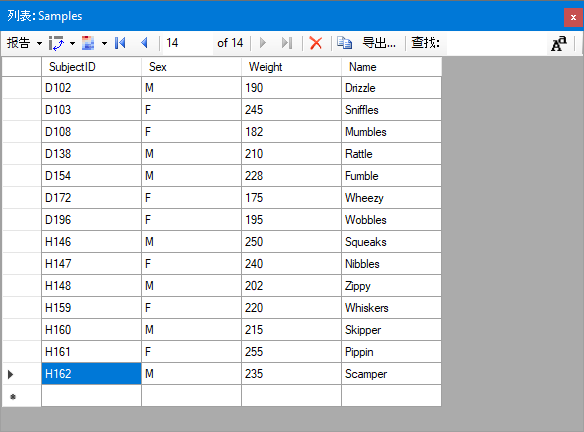 列表: Samples x
报告 14 of 14 导出... 查找: Aa
SubjectID Sex Weight Name
D102 M 190 Drizzle
D103 F 245 Sniffles
D108 F 182 Mumbles
D138 M 210 Rattle
D154 M 228 Fumble
D172 F 175 Wheezy
D196 F 195 Wobbles
H146 M 250 Squeaks
H147 F 240 Nibbles
H148 M 202 Zippy
H159 F 220 Whiskers
H160 M 215 Skipper
H161 F 255 Pippin
H162 M 235 Scamper